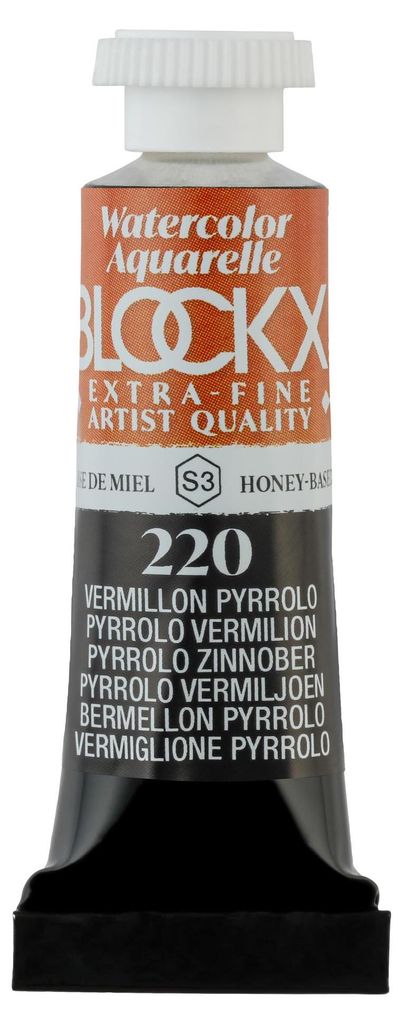 Watercolor
Aquarelle
BLOCKX
EXTRA-FINE
ARTIST QUALITY
DE MIEL S3 HONEY-BASE
220
VERMILLON PYRROLO
PYRROLO VERMILION
PYRROLO ZINNOBER
PYRROLO VERMILJOEN
BERMELLON PYRROLO
VERMIGLIONE PYRROLO